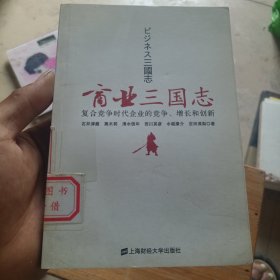 ビジネス三國志
商业三国志
复合竞争时代企业的竞争、增长和创新
上海财经大学出版社
图书
借